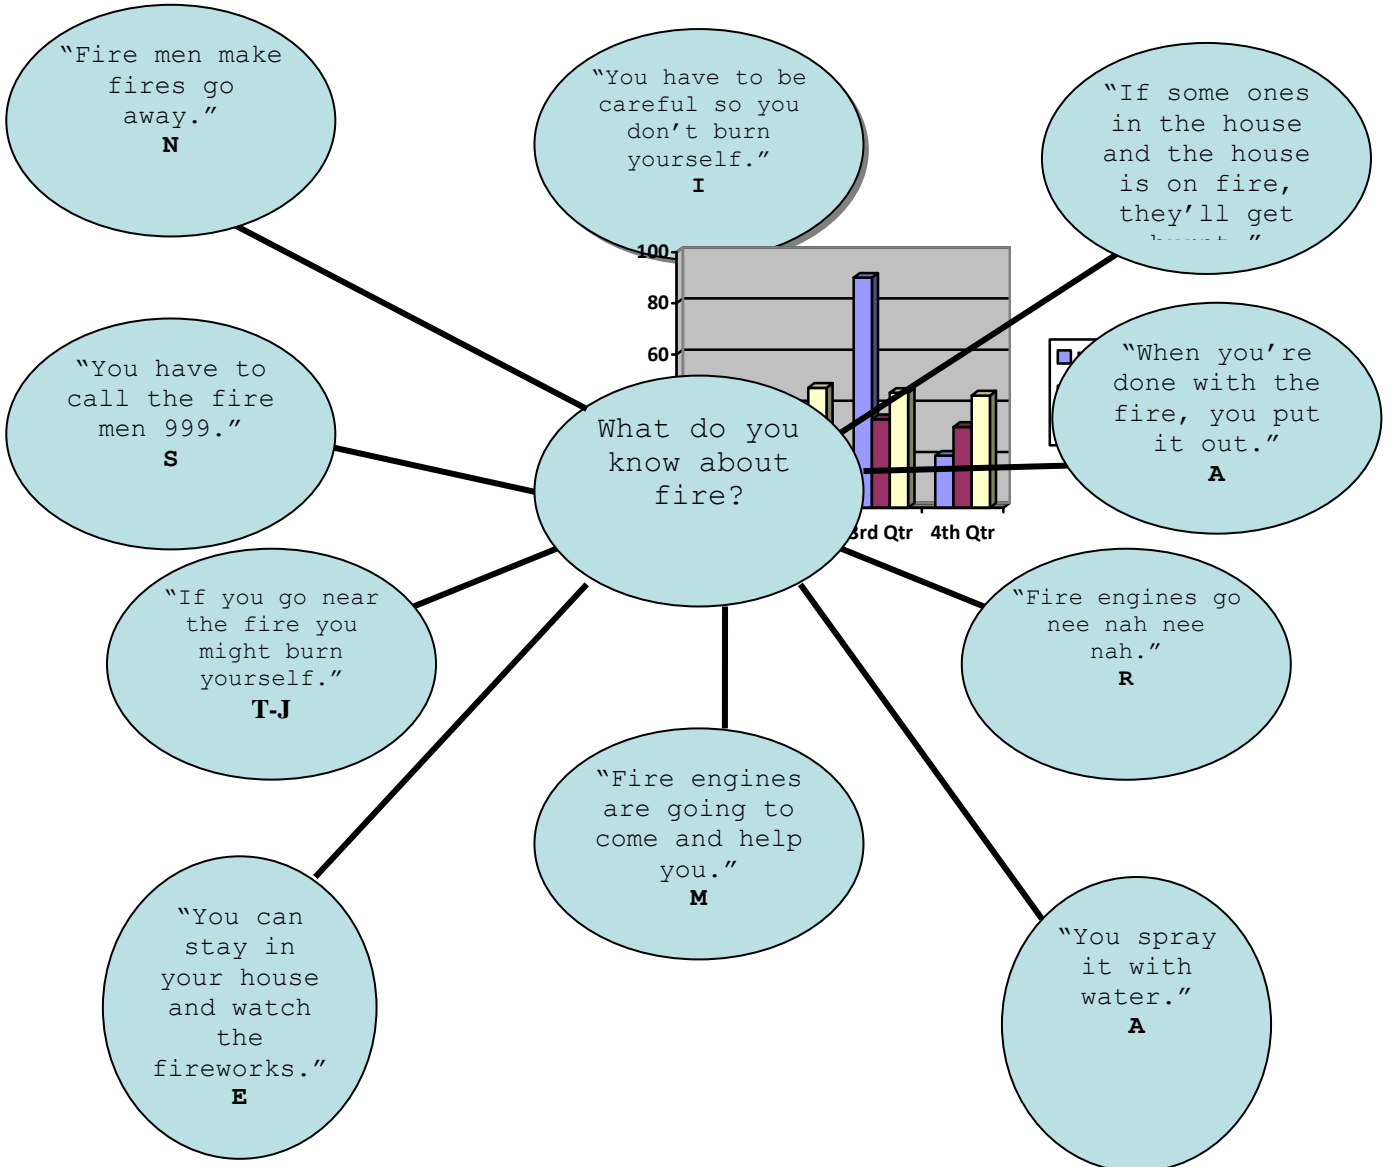 “Fire men make
fires go
away.”
N
“You have to be
careful so you
don’t burn
yourself.”
I
“If some ones
in the house
and the house
is on fire,
they’ll get
“You have to
call the fire
men 999.”
S
100
80
60
3rd Qtr 4th Qtr
What do you
know about
fire?
“When you’re
done with the
fire, you put
it out.”
A
“If you go near
the fire you
might burn
yourself.”
T-J
“Fire engines go
nee nah nee
nah.”
R
“Fire engines
are going to
come and help
you.”
M
“You can
stay in
your house
and watch
the
fireworks.”
E
“You spray
it with
water.”
A